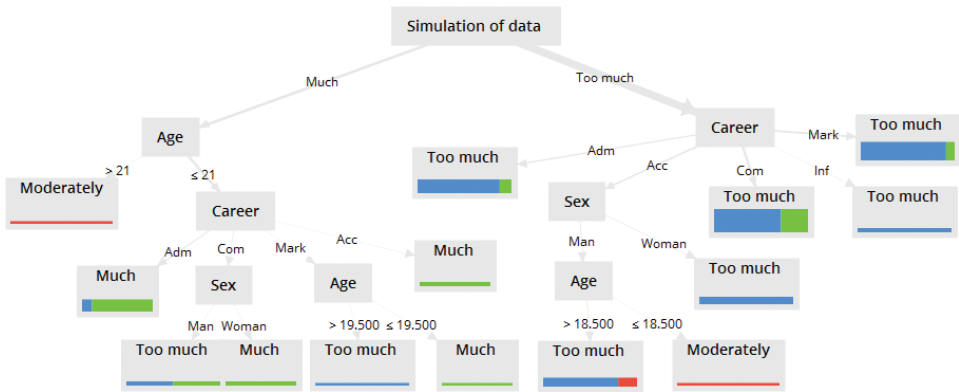 Simulation of data
Much
Too much
Age
Career
Mark
Too much
Adm
Acc
Com
Inf
Too much
> 21
≤ 21
Moderately
Career
Sex
Too much
Too much
Adm
Com
Mark
Acc
Man
Woman
Much
Sex
Age
Much
Age
Too much
Man
Woman
> 19.500
≤ 19.500
> 18.500
≤ 18.500
Too much
Much
Too much
Much
Too much
Moderately